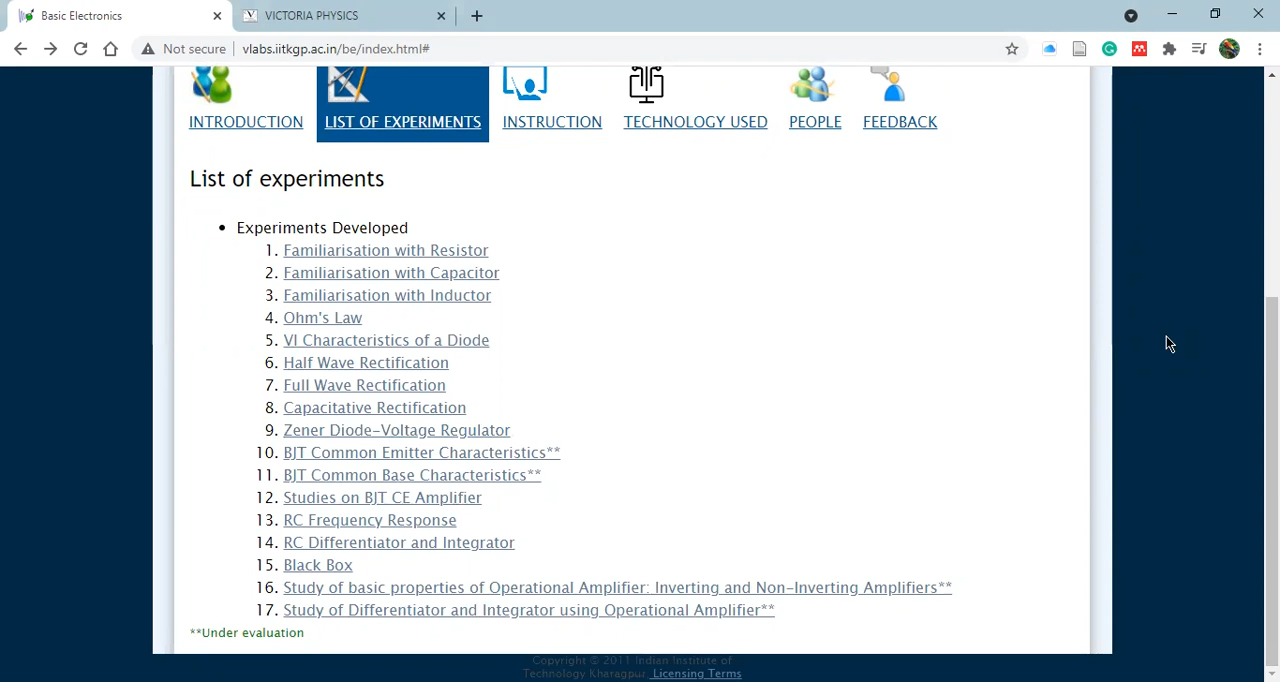 Basic Electronics
VICTORIA PHYSICS
Not secure
vlabs.iitkgp.ac.in/be/index.html#
INTRODUCTION
LIST OF EXPERIMENTS
INSTRUCTION
TECHNOLOGY USED
PEOPLE
FEEDBACK
List of experiments
Experiments Developed
1. Familiarisation with Resistor
2. Familiarisation with Capacitor
3. Familiarisation with Inductor
4. Ohm's Law
5. VI Characteristics of a Diode
6. Half Wave Rectification
7. Full Wave Rectification
8. Capacitative Rectification
9. Zener Diode-Voltage Regulator
10. BJT Common Emitter Characteristics**
11. BJT Common Base Characteristics**
12. Studies on BJT CE Amplifier
13. RC Frequency Response
14. RC Differentiator and Integrator
15. Black Box
16. Study of basic properties of Operational Amplifier: Inverting and Non-Inverting Amplifiers**
17. Study of Differentiator and Integrator using Operational Amplifier**
**Under evaluation
Copyright © 2011 Indian Institute of
Technology Kharagpur Licensing Terms